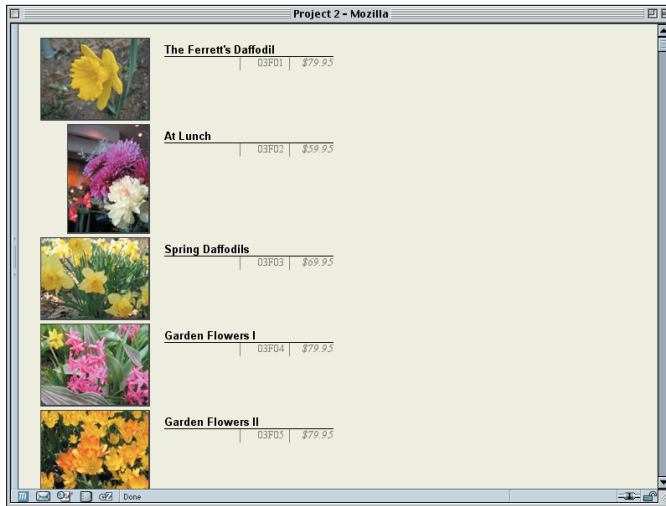 Project 2 – Mozilla
The Ferrett's Daffodil
03F01 $79.95
At Lunch
03F02 $59.95
Spring Daffodils
03F03 $69.95
Garden Flowers I
03F04 $79.95
Garden Flowers II
03F05 $79.95
Done